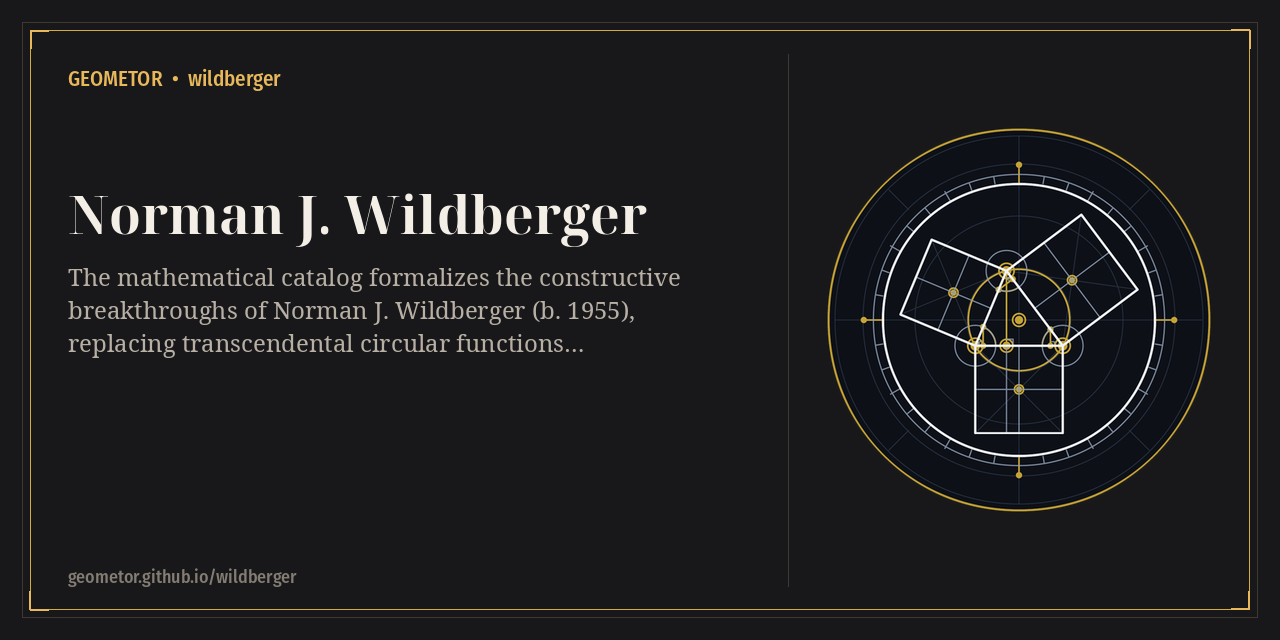 GEOMETOR • wildberger
Norman J. Wildberger
The mathematical catalog formalizes the constructive
breakthroughs of Norman J. Wildberger (b. 1955),
replacing transcendental circular functions...
geometor.github.io/wildberger